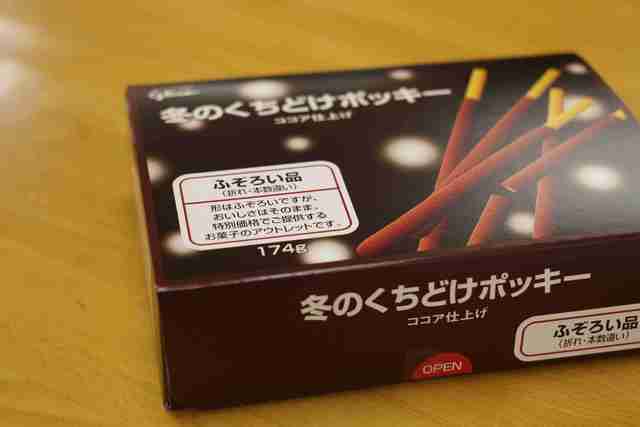 Glico
冬のくちどけポッキー
ココア仕上げ
ふぞろい品
(折れ・本数違い)
形はふぞろいですが、
おいしさはそのまま。
特別価格でご提供する
お菓子のアウトレットです。
174g
冬のくちどけポッキー
ココア仕上げ
ふぞろい品
(折れ・本数違い)
OPEN